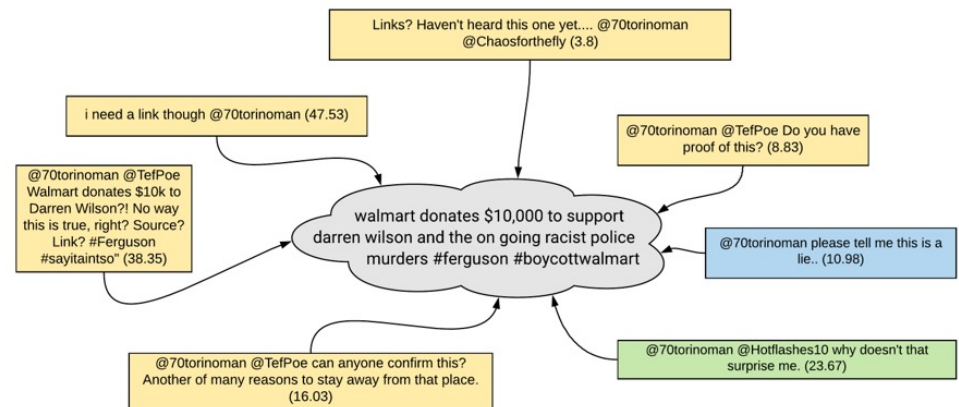 Links? Haven't heard this one yet.... @70torinoman
@Chaosforthefly (3.8)
i need a link though @70torinoman (47.53)
@70torinoman @TefPoe Do you have
proof of this? (8.83)
@70torinoman @TefPoe
Walmart donates $10k to
Darren Wilson?! No way
this is true, right? Source?
Link? #Ferguson
#sayitaintso" (38.35)
walmart donates $10,000 to support
darren wilson and the on going racist police
murders #ferguson #boycottwalmart
@70torinoman please tell me this is a
lie.. (10.98)
@70torinoman @TefPoe can anyone confirm this?
Another of many reasons to stay away from that place.
(16.03)
@70torinoman @Hotflashes10 why doesn't that
surprise me. (23.67)